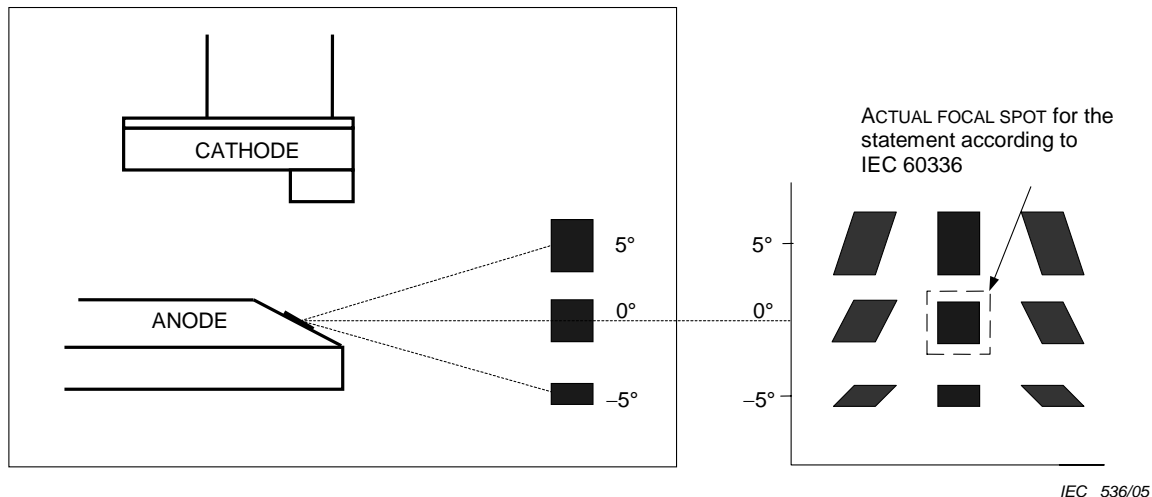 CATHODE
ANODE
5°
0°
–5°
ACTUAL FOCAL SPOT for the
statement according to
IEC 60336
5°
0°
–5°
IEC 536/05